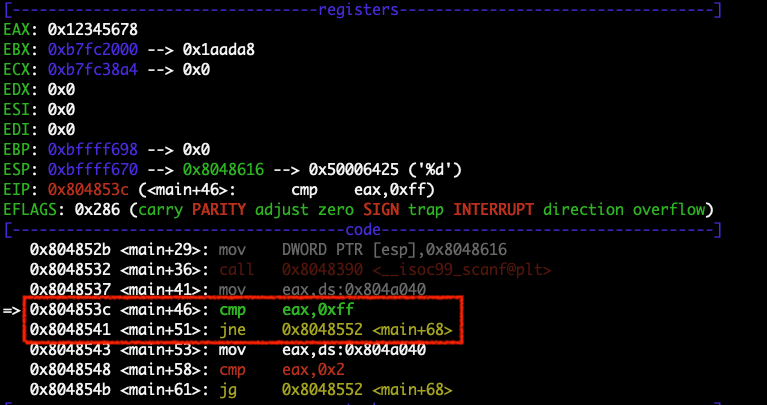 [----------------------------------registers-----------------------------------]
EAX: 0x12345678
EBX: 0xb7fc2000 --> 0x1aada8
ECX: 0xb7fc38a4 --> 0x0
EDX: 0x0
ESI: 0x0
EDI: 0x0
EBP: 0xbffff698 --> 0x0
ESP: 0xbffff670 --> 0x8048616 --> 0x50006425 ('%d')
EIP: 0x804853c (<main+46>: cmp eax,0xff)
EFLAGS: 0x286 (carry PARITY adjust zero SIGN trap INTERRUPT direction overflow)
[-------------------------------------code-------------------------------------]
0x804852b <main+29>: mov DWORD PTR [esp],0x8048616
0x8048532 <main+36>: call 0x8048390 <__isoc99_scanf@plt>
0x8048537 <main+41>: mov eax,ds:0x804a040
=> 0x804853c <main+46>: cmp eax,0xff
0x8048541 <main+51>: jne 0x8048552 <main+68>
0x8048543 <main+53>: mov eax,ds:0x804a040
0x8048548 <main+58>: cmp eax,0x2
0x804854b <main+61>: jg 0x8048552 <main+68>